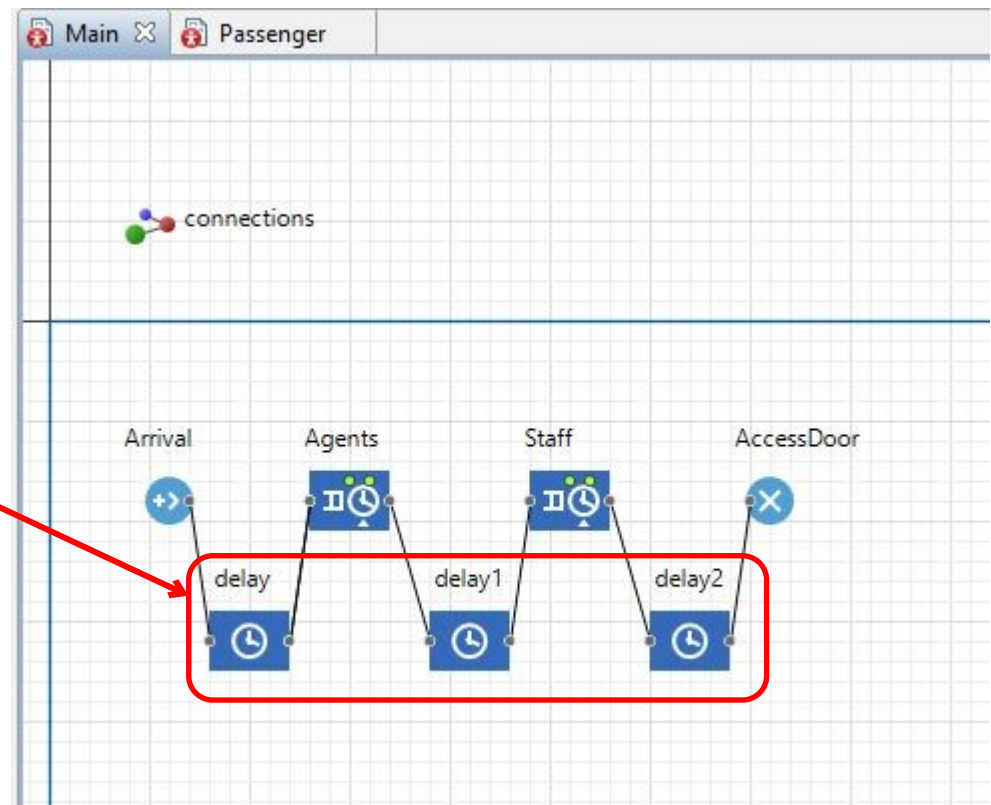 Main
Passenger
connections
Arrival
Agents
Staff
AccessDoor
delay
delay1
delay2